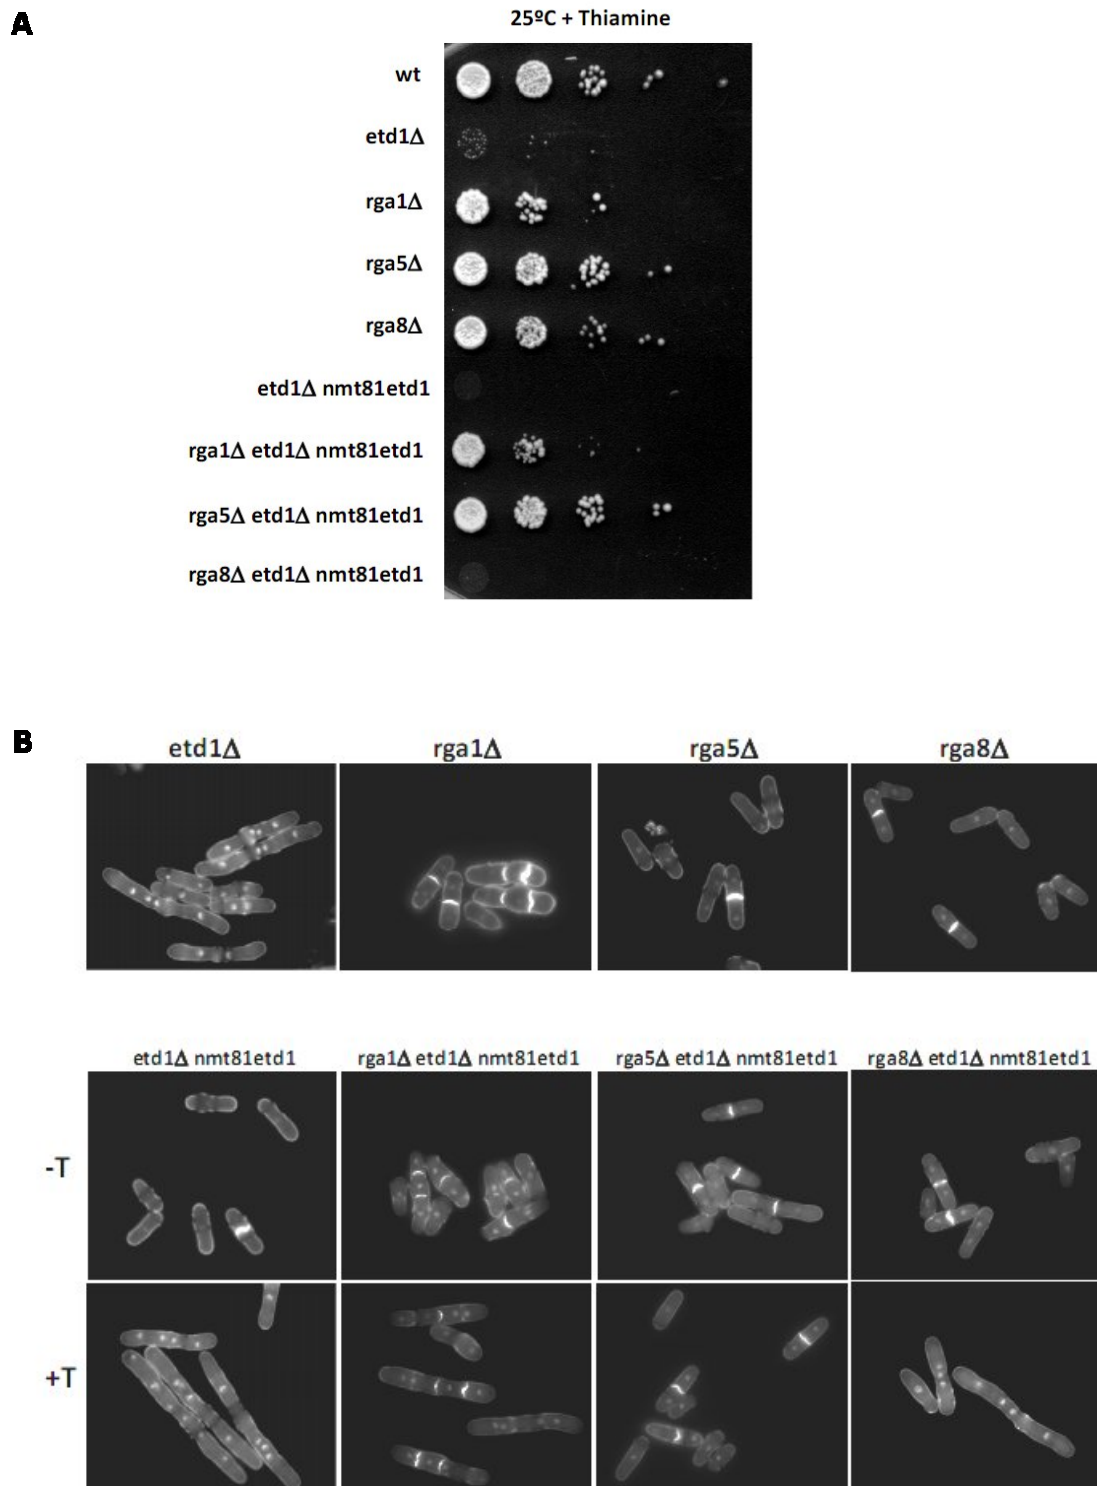 A
25ºC + Thiamine
wt
etd1Δ
rga1Δ
rga5Δ
rga8Δ
etd1Δ nmt81etd1
rga1Δ etd1Δ nmt81etd1
rga5Δ etd1Δ nmt81etd1
rga8Δ etd1Δ nmt81etd1
B
etd1Δ rga1Δ rga5Δ rga8Δ
etd1Δ nmt81etd1 rga1Δ etd1Δ nmt81etd1 rga5Δ etd1Δ nmt81etd1 rga8Δ etd1Δ nmt81etd1
-T
+T